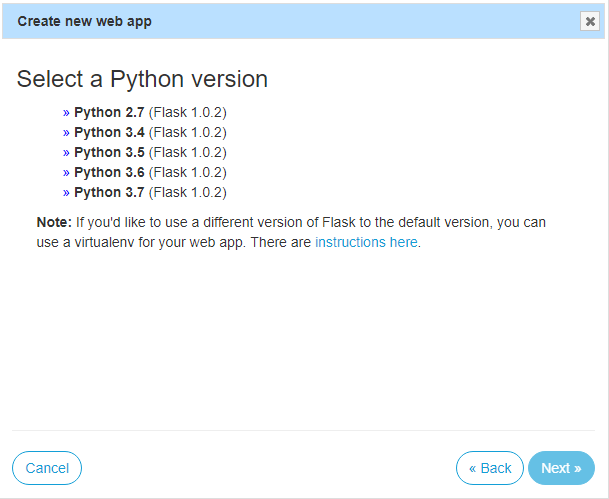 Create new web app
Select a Python version
» Python 2.7 (Flask 1.0.2)
» Python 3.4 (Flask 1.0.2)
» Python 3.5 (Flask 1.0.2)
» Python 3.6 (Flask 1.0.2)
» Python 3.7 (Flask 1.0.2)
Note: If you'd like to use a different version of Flask to the default version, you can
use a virtualenv for your web app. There are instructions here.
Cancel
« Back
Next »